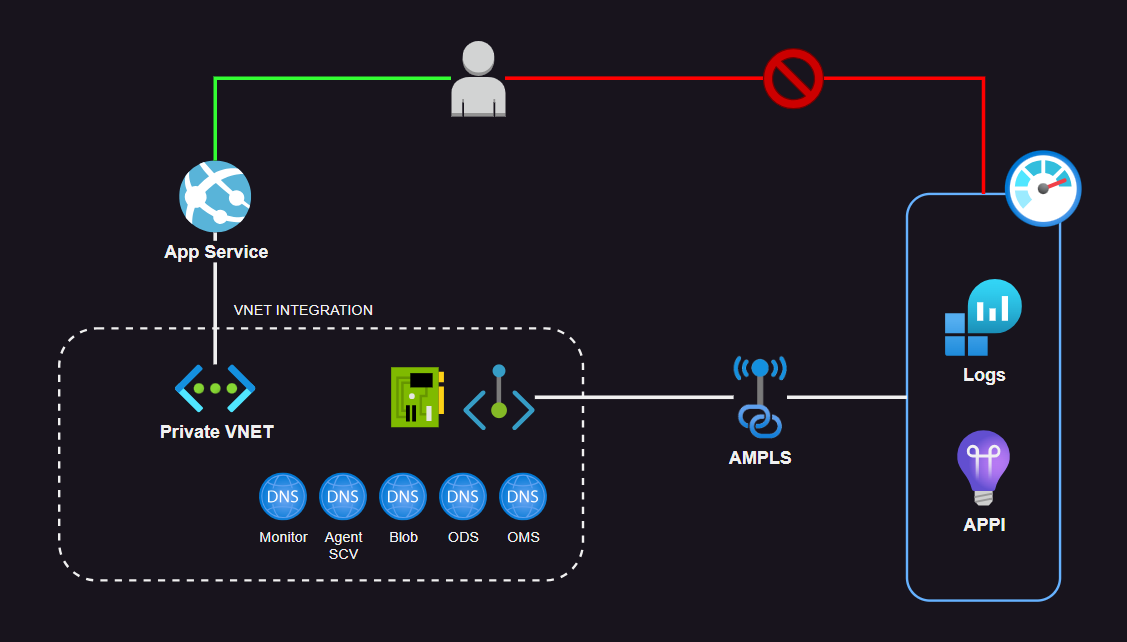 App Service
VNET INTEGRATION
Private VNET
DNS
DNS
DNS
DNS
DNS
Monitor
Agent
SCV
Blob
ODS
OMS
AMPLS
Logs
APPI